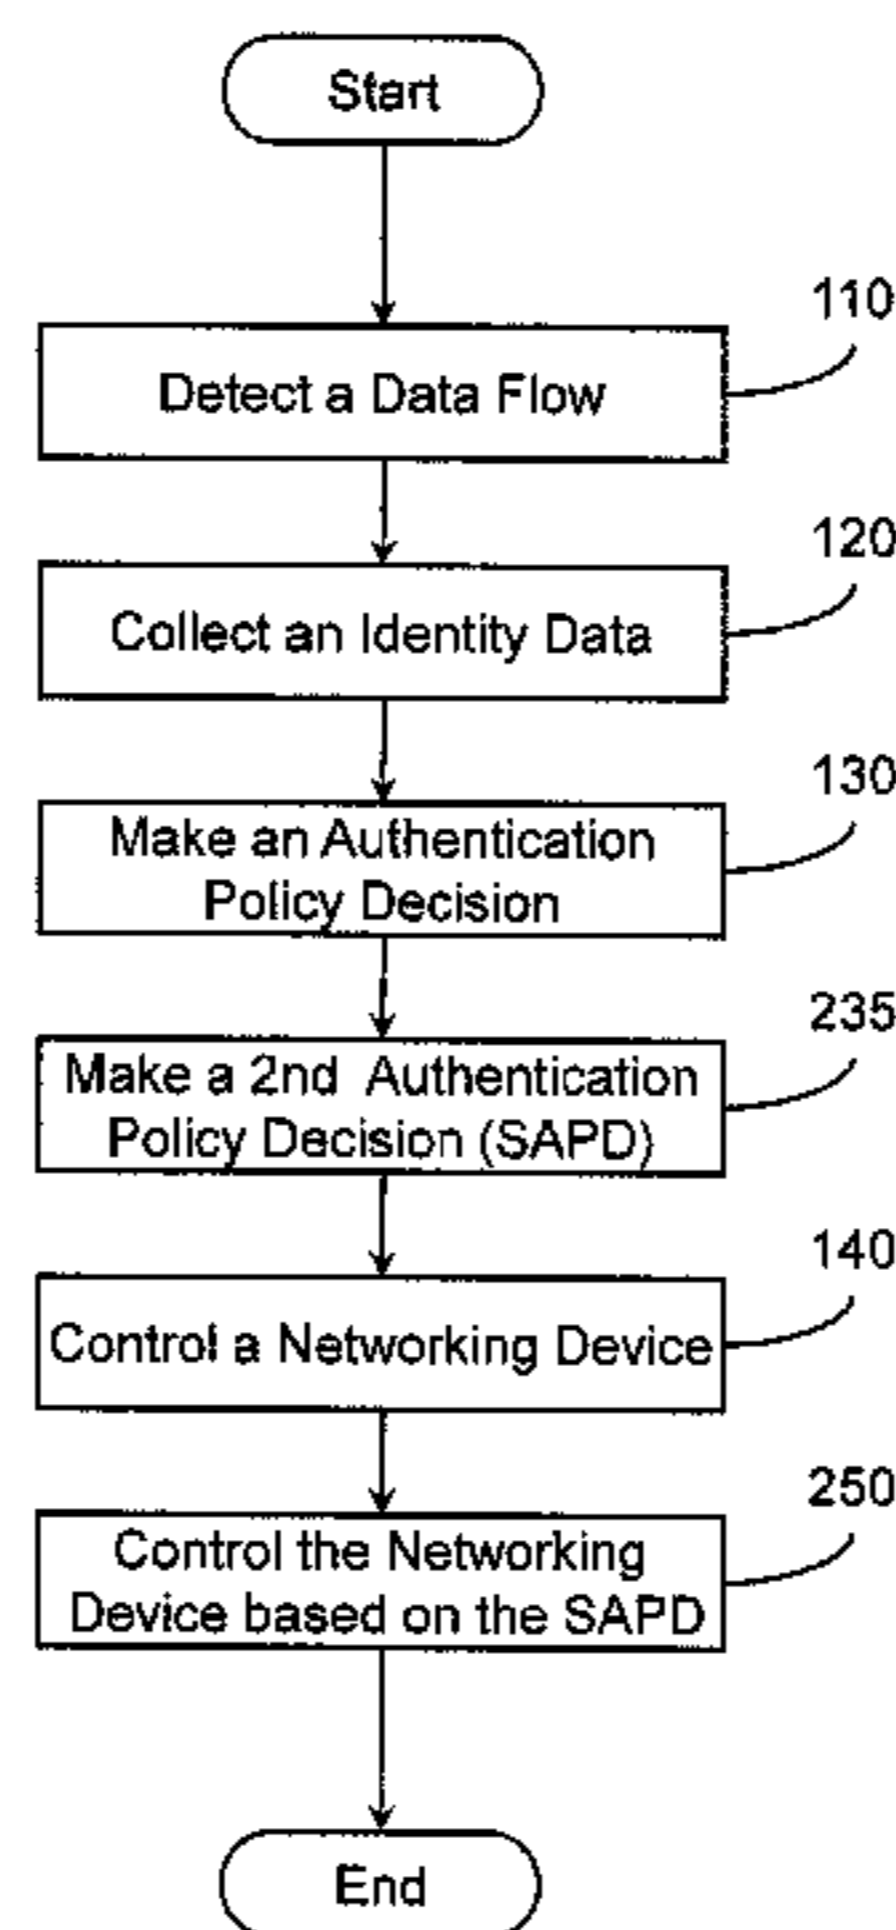 Start
110
Detect a Data Flow
120
Collect an Identity Data
130
Make an Authentication
Policy Decision
235
Make a 2nd Authentication
Policy Decision (SAPD)
140
Control a Networking Device
250
Control the Networking
Device based on the SAPD
End